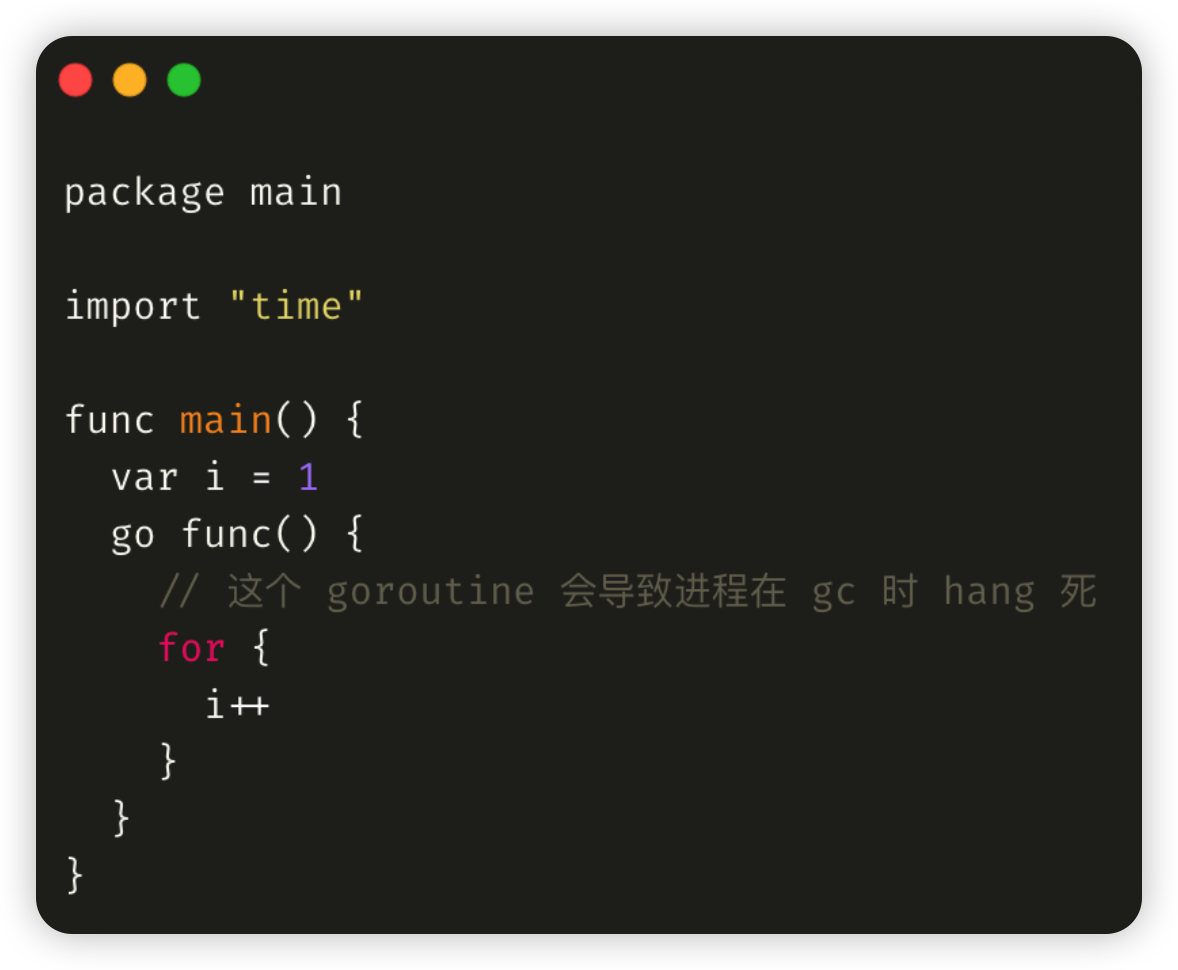 package main
import "time"
func main() {
var i = 1
go func() {
// 这个 goroutine 会导致进程在 gc 时 hang 死
for {
i++
}
}
}